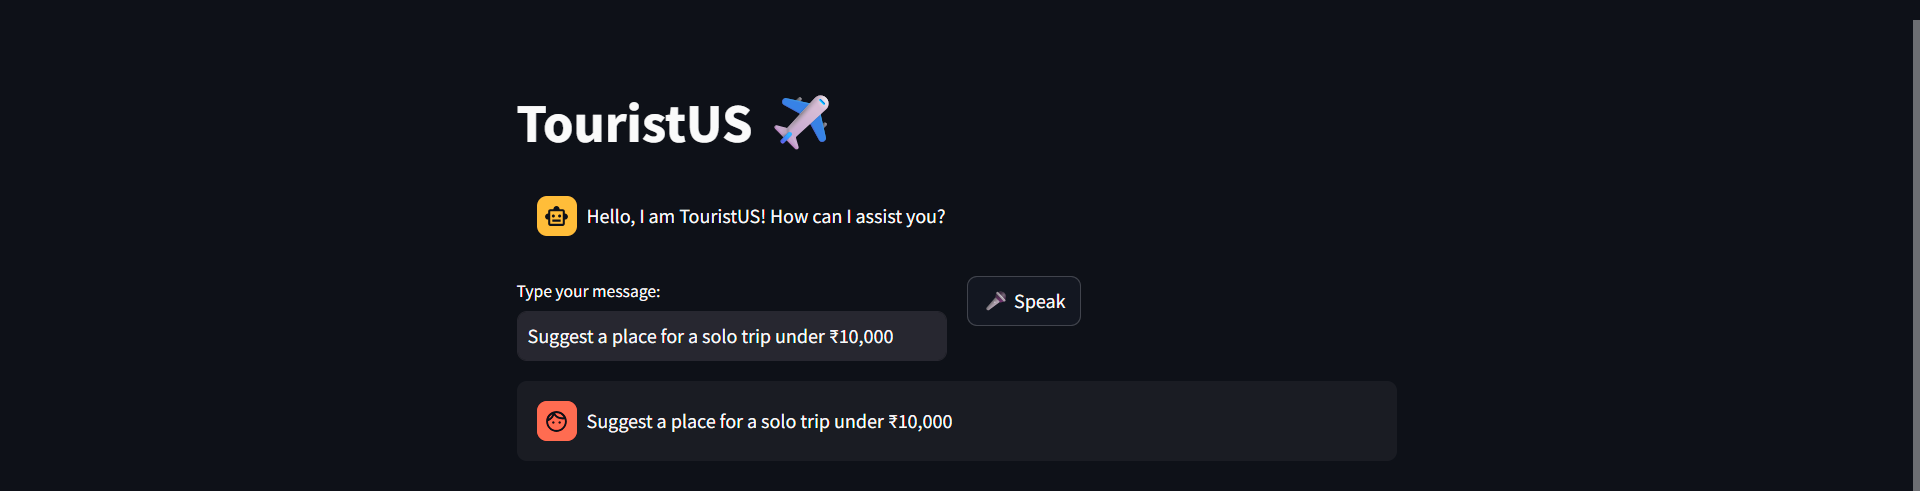 TouristUS
Hello, I am TouristUS! How can I assist you?
Type your message:
Speak
Suggest a place for a solo trip under ₹10,000
Suggest a place for a solo trip under ₹10,000